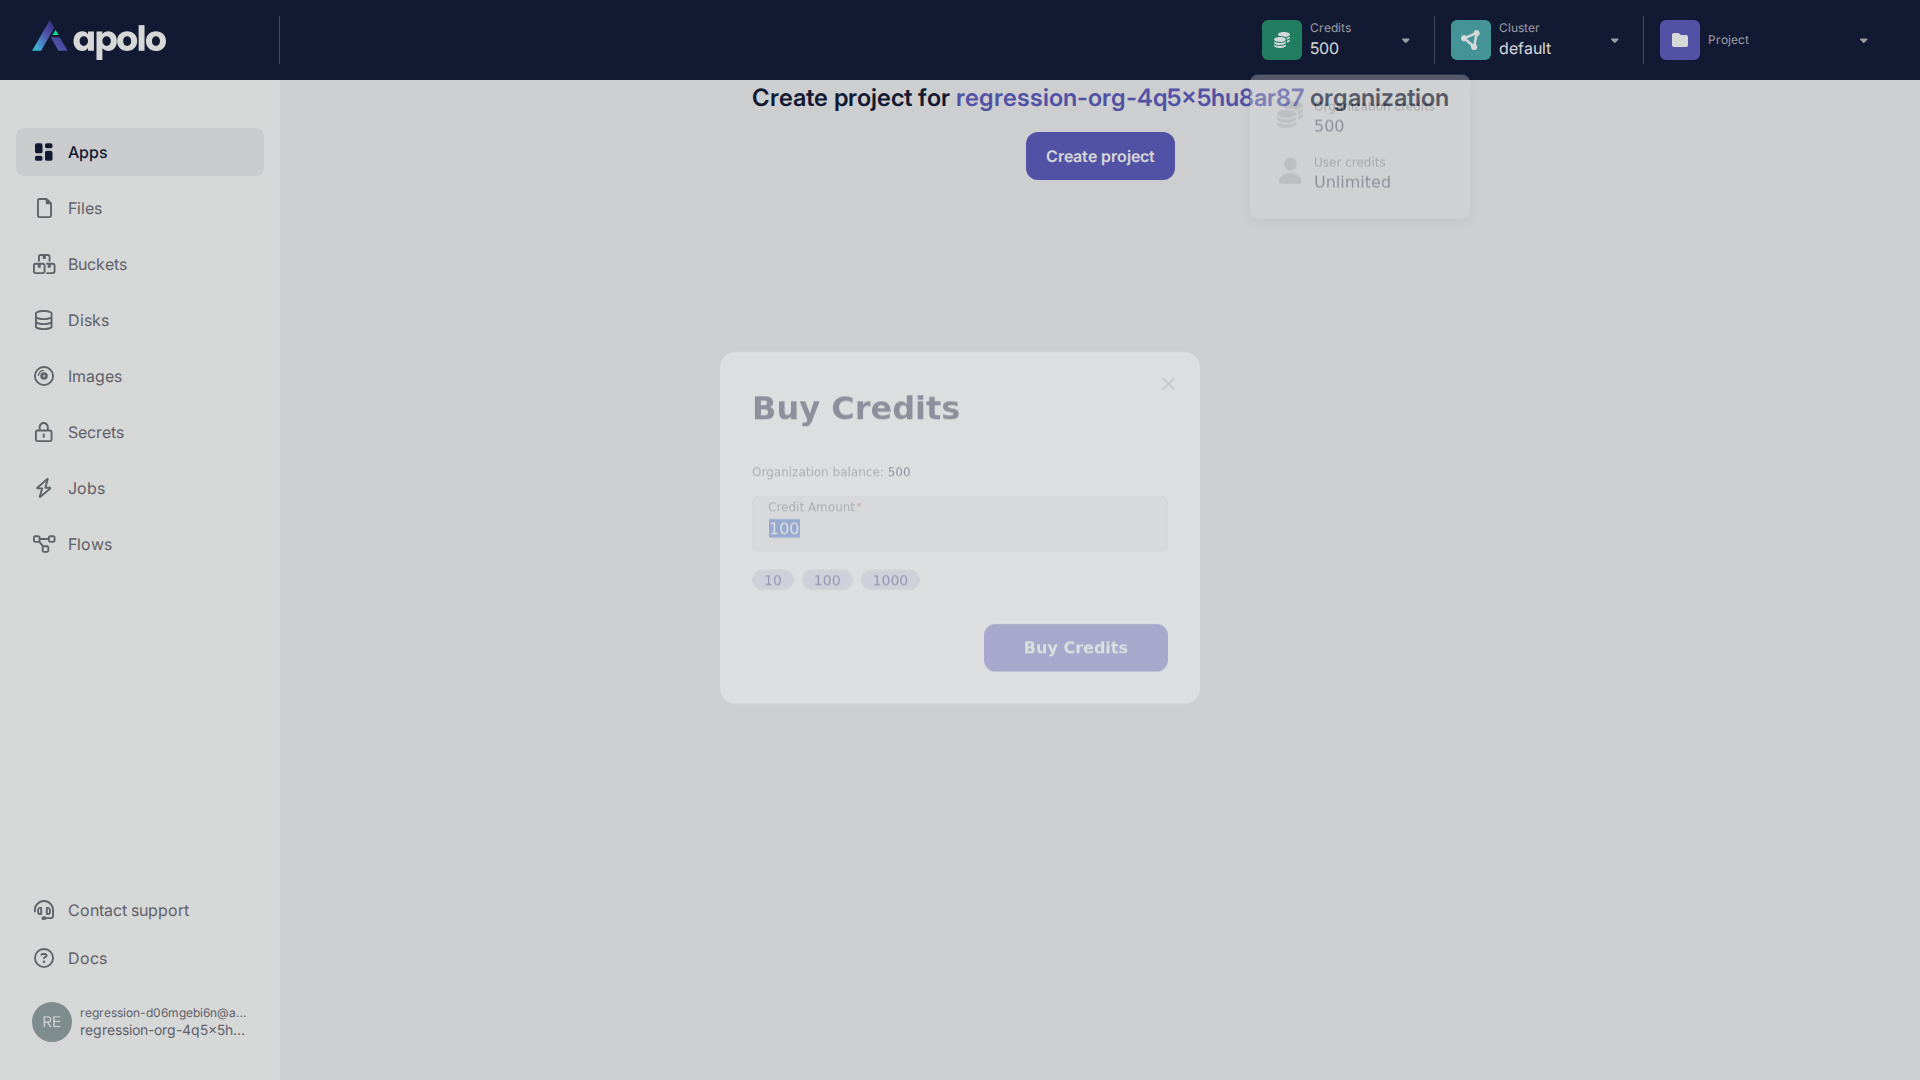 apolo
Credits
500
Cluster
default
Project
Create project for regression-org-4q5x5hu8ar87 organization
Create project
Organization credits
500
User credits
Unlimited
Apps
Files
Buckets
Disks
Images
Secrets
Jobs
Flows
Buy Credits
Organization balance: 500
Credit Amount*
100
10 100 1000
Buy Credits
Contact support
Docs
RE
regression-d06mgebi6n@a...
regression-org-4q5x5h...